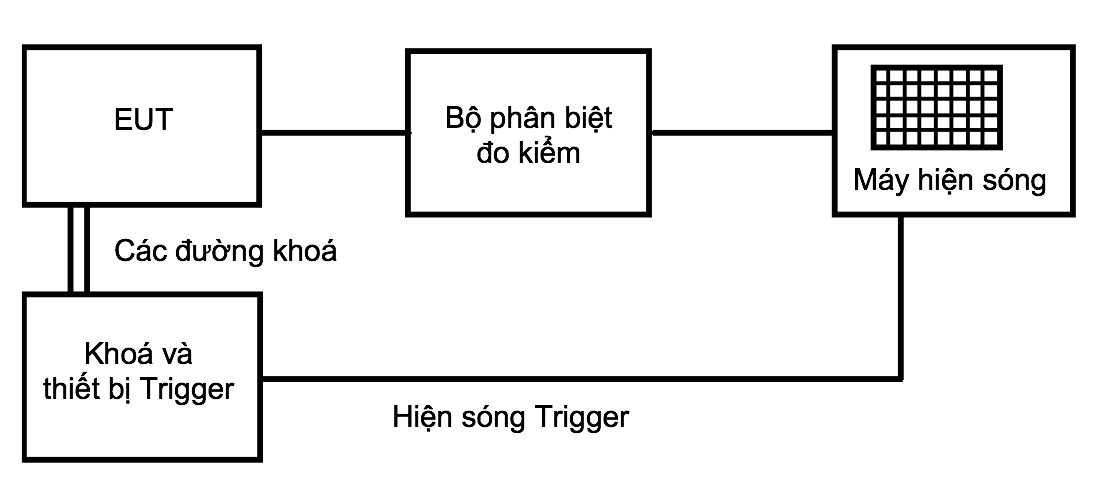 EUT
Bộ phân biệt
đo kiểm
Máy hiện sóng
Các đường khoá
Khoá và
thiết bị Trigger
Hiện sóng Trigger